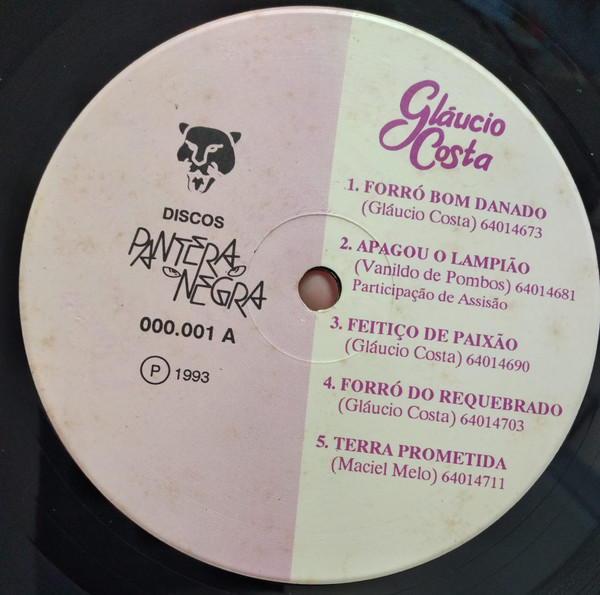 DISCOS
PANTERA
NEGRA
000.001 A
℗ 1993
Gláucio
Costa
1. FORRÓ BOM DANADO
(Gláucio Costa) 64014673
2. APAGOU O LAMPIÃO
(Vanildo de Pombos) 64014681
Participação de Assisão
3. FEITIÇO DE PAIXÃO
(Gláucio Costa) 64014690
4. FORRÓ DO REQUEBRADO
(Gláucio Costa) 64014703
5. TERRA PROMETIDA
(Maciel Melo) 64014711